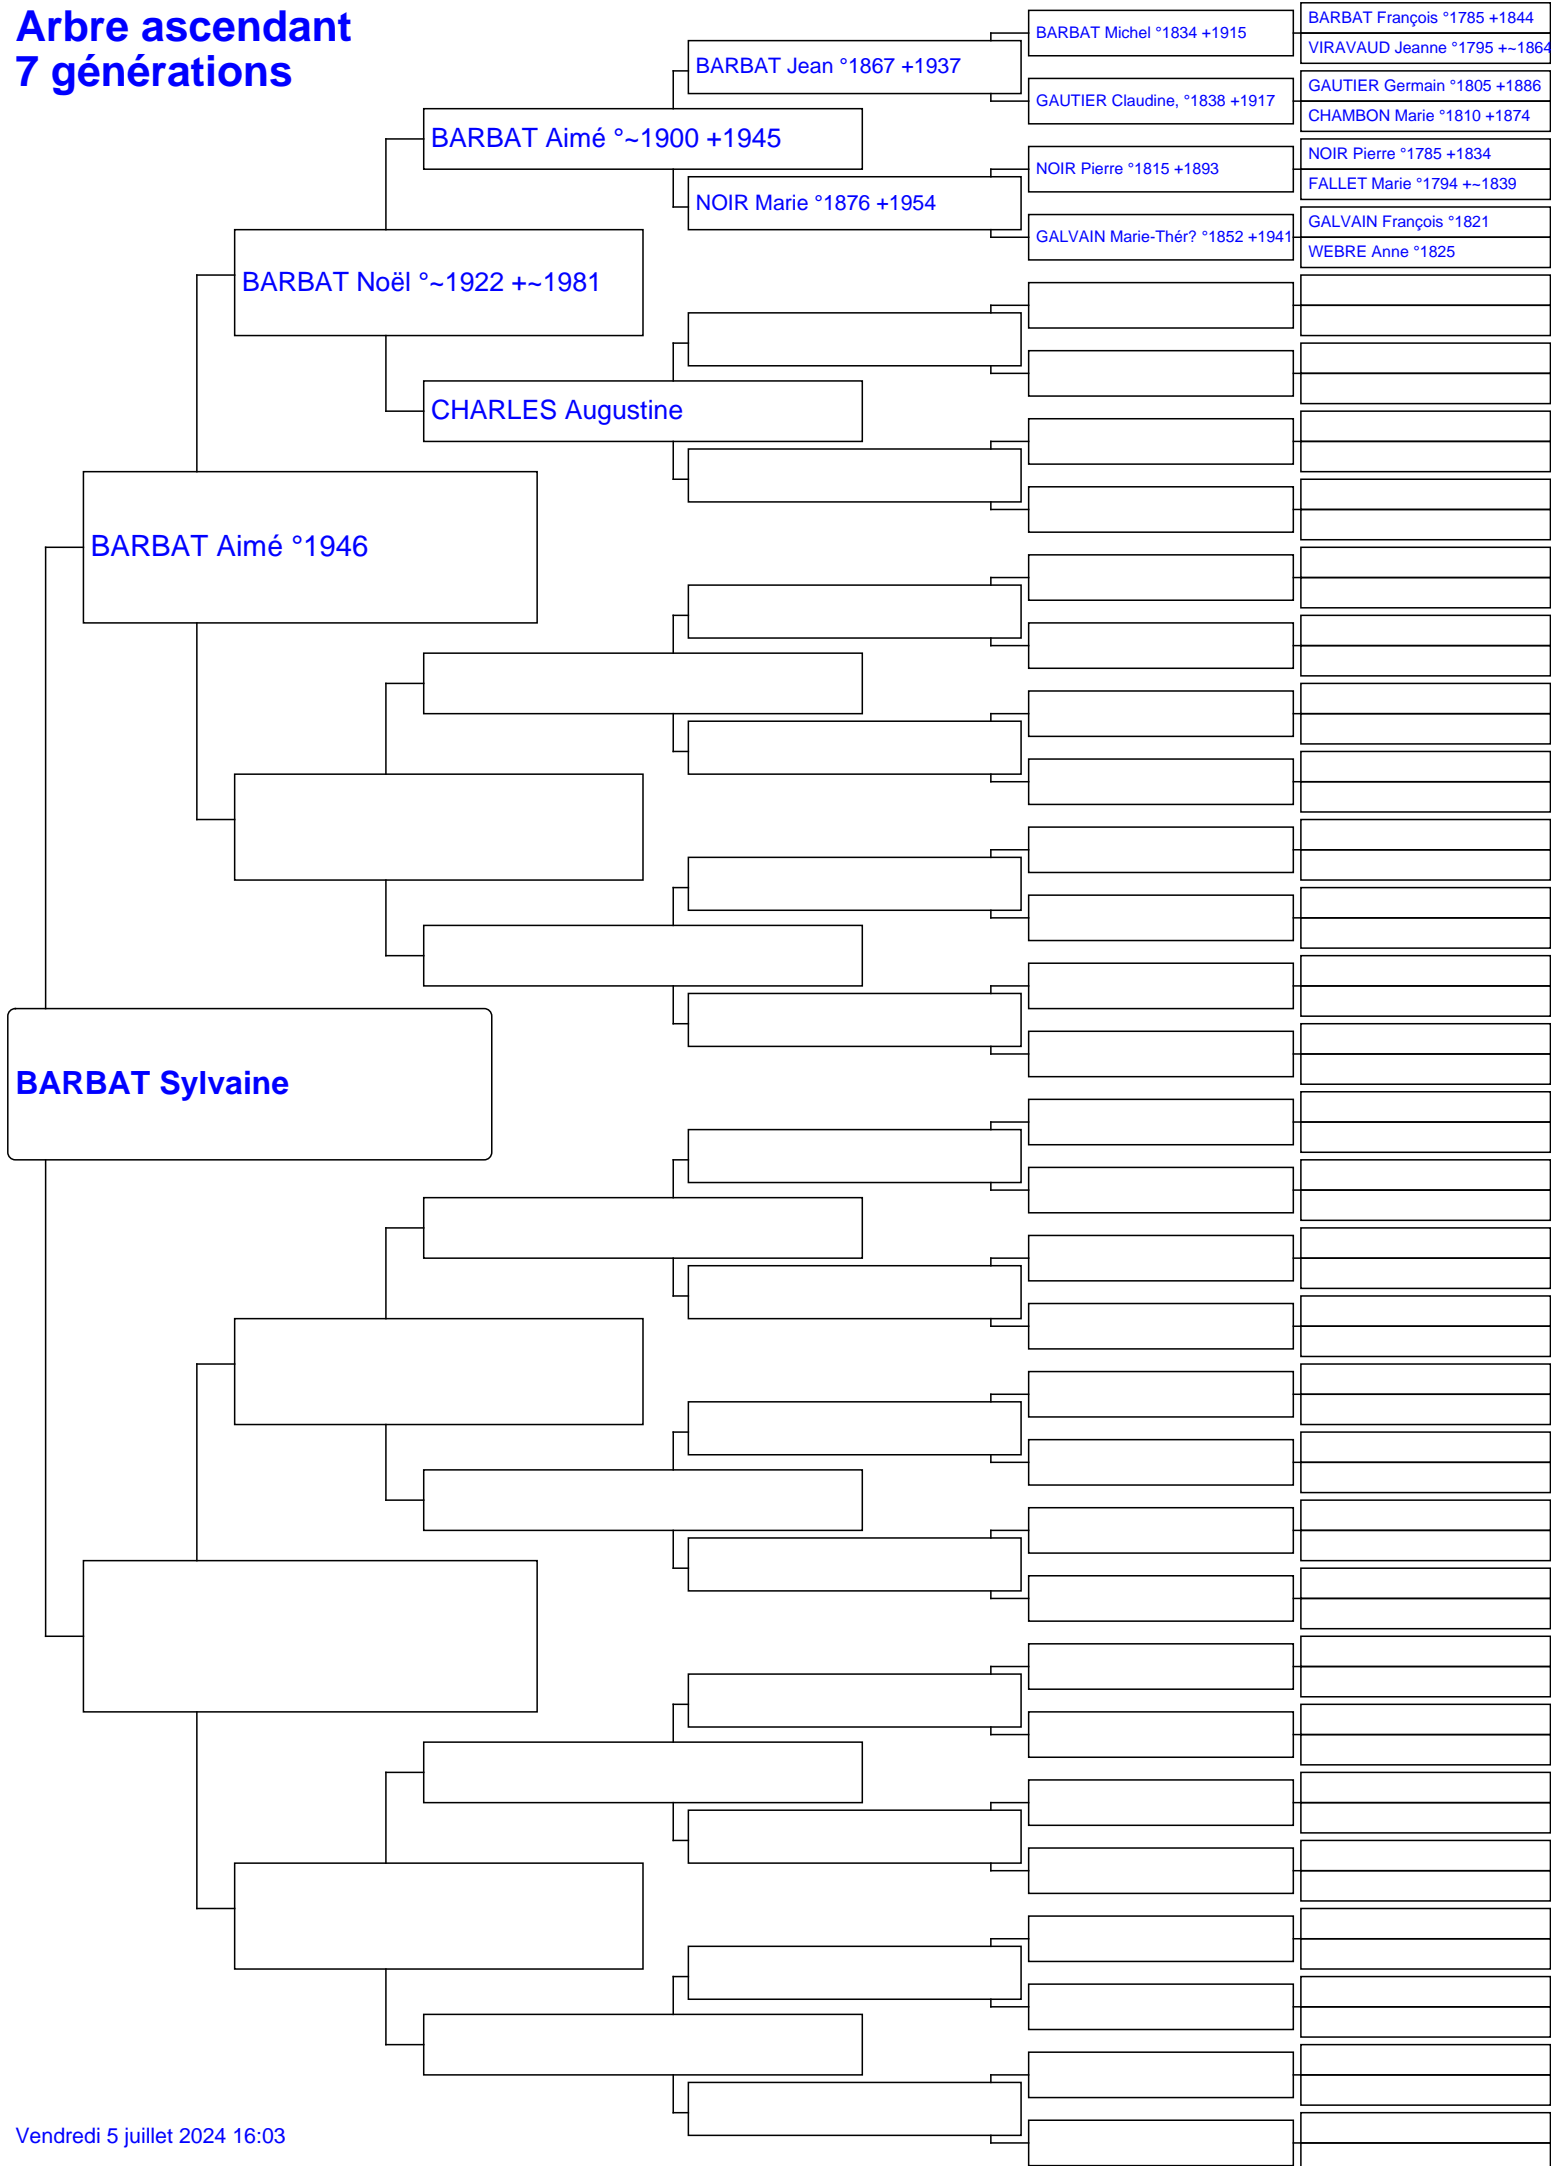 Arbre ascendant
7 générations
BARBAT Sylvaine
BARBAT Aimé °1946
BARBAT Noël °~1922 +~1981
BARBAT Aimé °~1900 +1945
CHARLES Augustine
BARBAT Jean °1867 +1937
NOIR Marie °1876 +1954
BARBAT Michel °1834 +1915
GAUTIER Claudine, °1838 +1917
NOIR Pierre °1815 +1893
GALVAIN Marie-Thér? °1852 +1941
BARBAT François °1785 +1844
VIRAVAUD Jeanne °1795 +~1864
GAUTIER Germain °1805 +1886
CHAMBON Marie °1810 +1874
NOIR Pierre °1785 +1834
FALLET Marie °1794 +~1839
GALVAIN François °1821
WEBRE Anne °1825
Vendredi 5 juillet 2024 16:03